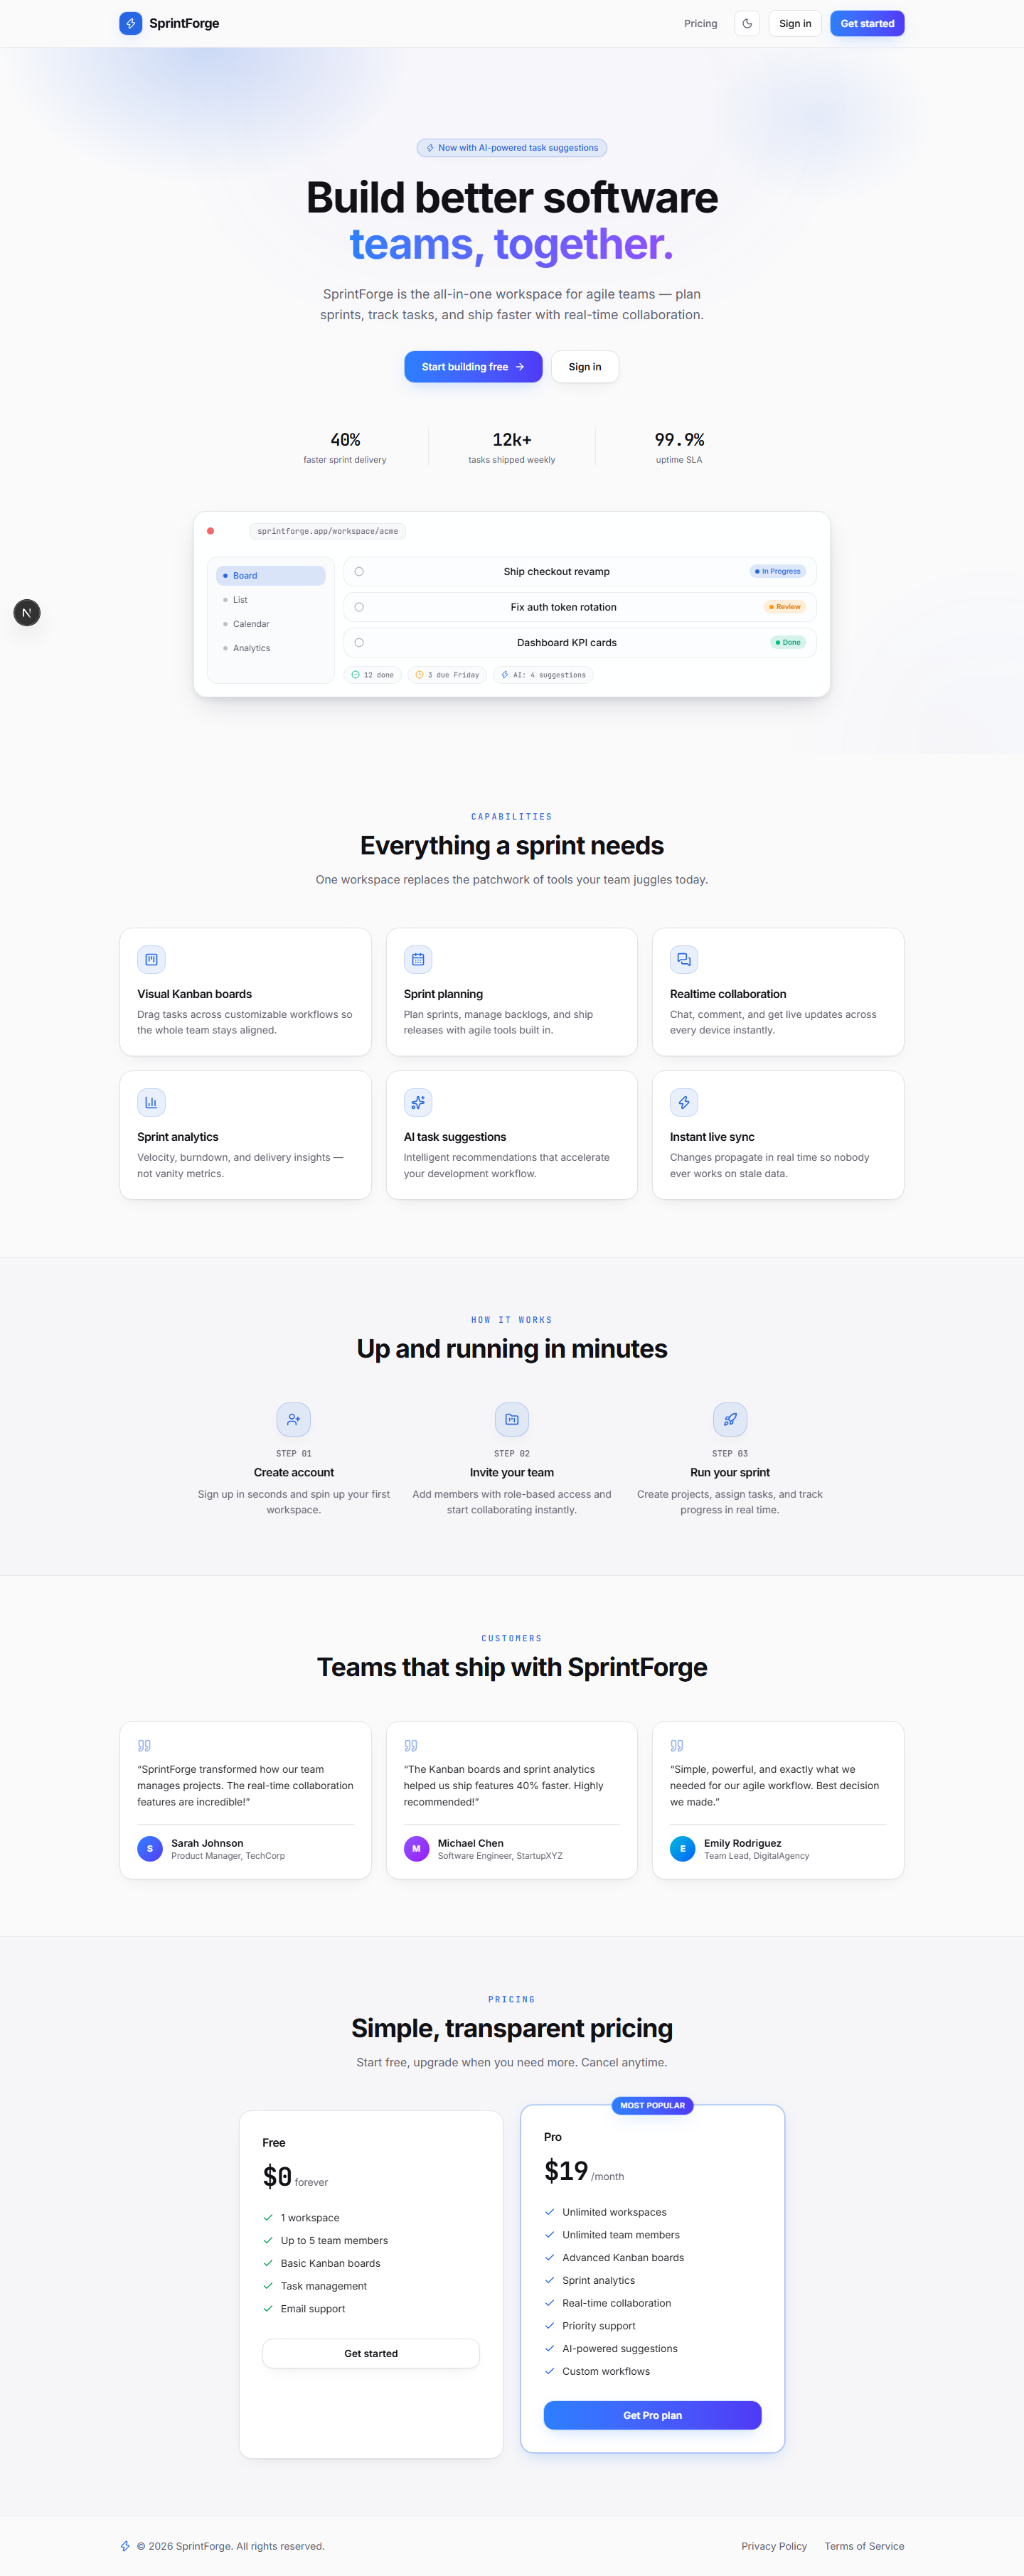 SprintForge
Pricing
Sign in
Get started
Now with AI-powered task suggestions
Build better software
teams, together.
SprintForge is the all-in-one workspace for agile teams — plan
sprints, track tasks, and ship faster with real-time collaboration.
Start building free
Sign in
40%
faster sprint delivery
12k+
tasks shipped weekly
99.9%
uptime SLA
sprintforge.app/workspace/acme
Board
List
Calendar
Analytics
Ship checkout revamp
In Progress
Fix auth token rotation
Review
Dashboard KPI cards
Done
12 done
3 due Friday
AI: 4 suggestions
N
CAPABILITIES
Everything a sprint needs
One workspace replaces the patchwork of tools your team juggles today.
Visual Kanban boards
Drag tasks across customizable workflows so
the whole team stays aligned.
Sprint planning
Plan sprints, manage backlogs, and ship
releases with agile tools built in.
Realtime collaboration
Chat, comment, and get live updates across
every device instantly.
Sprint analytics
Velocity, burndown, and delivery insights —
not vanity metrics.
AI task suggestions
Intelligent recommendations that accelerate
your development workflow.
Instant live sync
Changes propagate in real time so nobody
ever works on stale data.
HOW IT WORKS
Up and running in minutes
STEP 01
Create account
Sign up in seconds and spin up your first
workspace.
STEP 02
Invite your team
Add members with role-based access and
start collaborating instantly.
STEP 03
Run your sprint
Create projects, assign tasks, and track
progress in real time.
CUSTOMERS
Teams that ship with SprintForge
“SprintForge transformed how our team
manages projects. The real-time collaboration
features are incredible!”
S
Sarah Johnson
Product Manager, TechCorp
“The Kanban boards and sprint analytics
helped us ship features 40% faster. Highly
recommended!”
M
Michael Chen
Software Engineer, StartupXYZ
“Simple, powerful, and exactly what we
needed for our agile workflow. Best decision
we made.”
E
Emily Rodriguez
Team Lead, DigitalAgency
PRICING
Simple, transparent pricing
Start free, upgrade when you need more. Cancel anytime.
Free
$0 forever
1 workspace
Up to 5 team members
Basic Kanban boards
Task management
Email support
Get started
MOST POPULAR
Pro
$19 /month
Unlimited workspaces
Unlimited team members
Advanced Kanban boards
Sprint analytics
Real-time collaboration
Priority support
AI-powered suggestions
Custom workflows
Get Pro plan
© 2026 SprintForge. All rights reserved.
Privacy Policy
Terms of Service